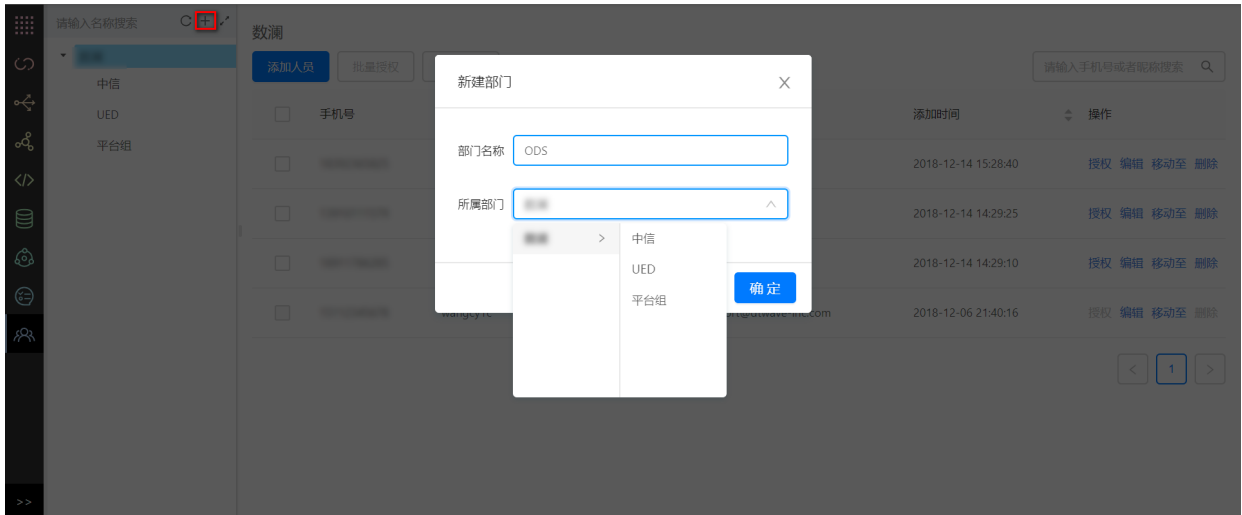 请输入名称搜索
数澜
中信
UED
平台组
添加人员 批量授权
请输入手机号或者昵称搜索
手机号 添加时间 操作
2018-12-14 15:28:40 授权 编辑 移动至 删除
2018-12-14 14:29:25 授权 编辑 移动至 删除
2018-12-14 14:29:10 授权 编辑 移动至 删除
2018-12-06 21:40:16 授权 编辑 移动至 删除
< 1 >
>>
新建部门
部门名称 ODS
所属部门
中信
UED
平台组
确 定